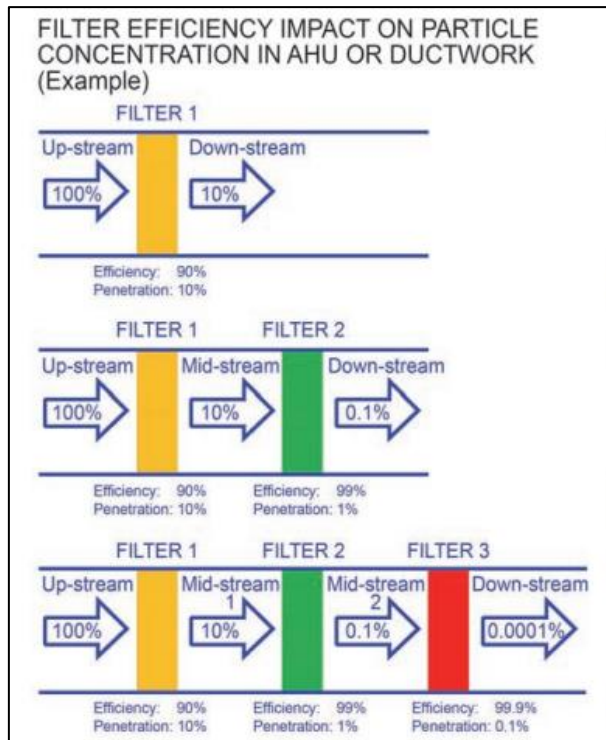 FILTER EFFICIENCY IMPACT ON PARTICLE
CONCENTRATION IN AHU OR DUCTWORK
(Example)
FILTER 1
Up-stream Down-stream
100% 10%
Efficiency: 90%
Penetration: 10%
FILTER 1 FILTER 2
Up-stream Mid-stream Down-stream
100% 10% 0.1%
Efficiency: 90% Efficiency: 99%
Penetration: 10% Penetration: 1%
FILTER 1 FILTER 2 FILTER 3
Up-stream Mid-stream Mid-stream Down-stream
1 2
100% 10% 0.1% 0.0001%
Efficiency: 90% Efficiency: 99% Efficiency: 99.9%
Penetration: 10% Penetration: 1% Penetration: 0.1%